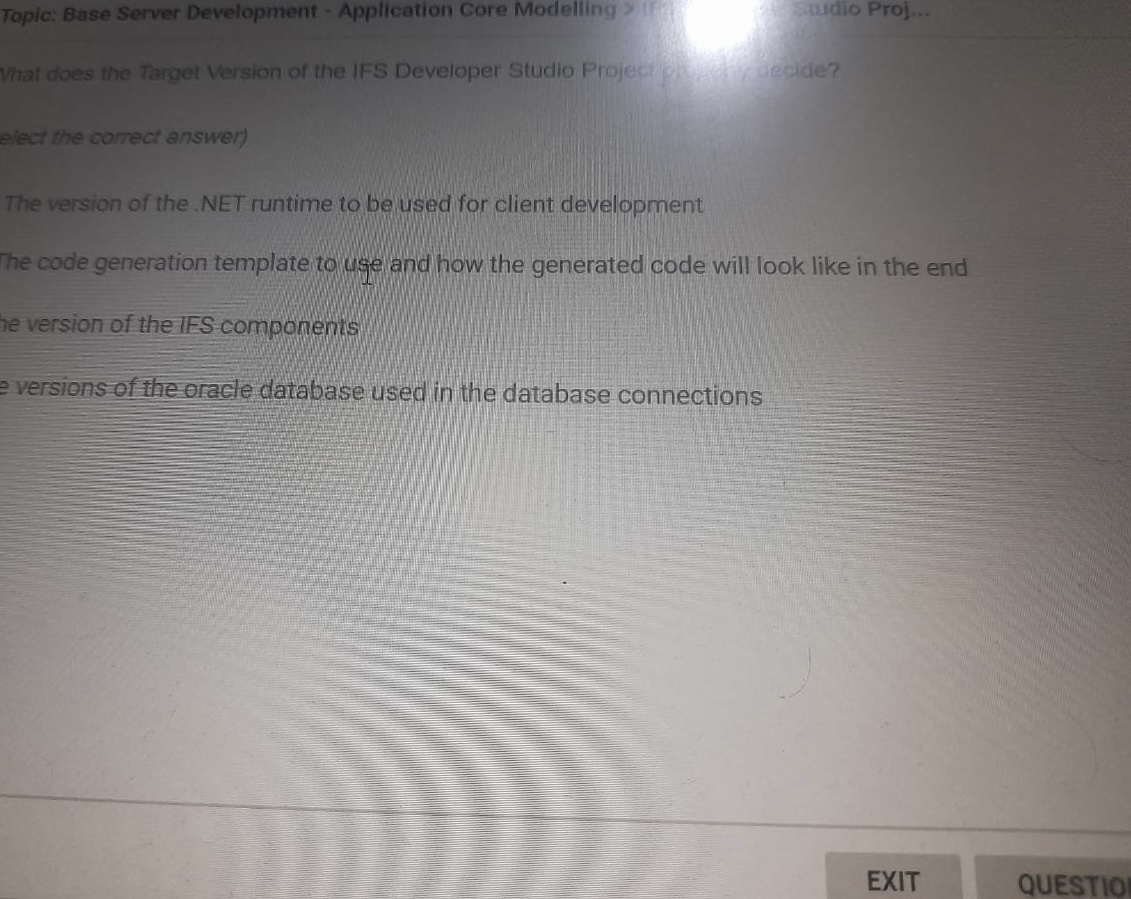 Topic: Base Server Development - Application Core Modelling > Studio Proj...
What does the Target Version of the IFS Developer Studio Project property decide?
elect the correct answer)
The version of the .NET runtime to be used for client development
The code generation template to use and how the generated code will look like in the end
he version of the IFS components
e versions of the oracle database used in the database connections
EXIT
QUESTIO